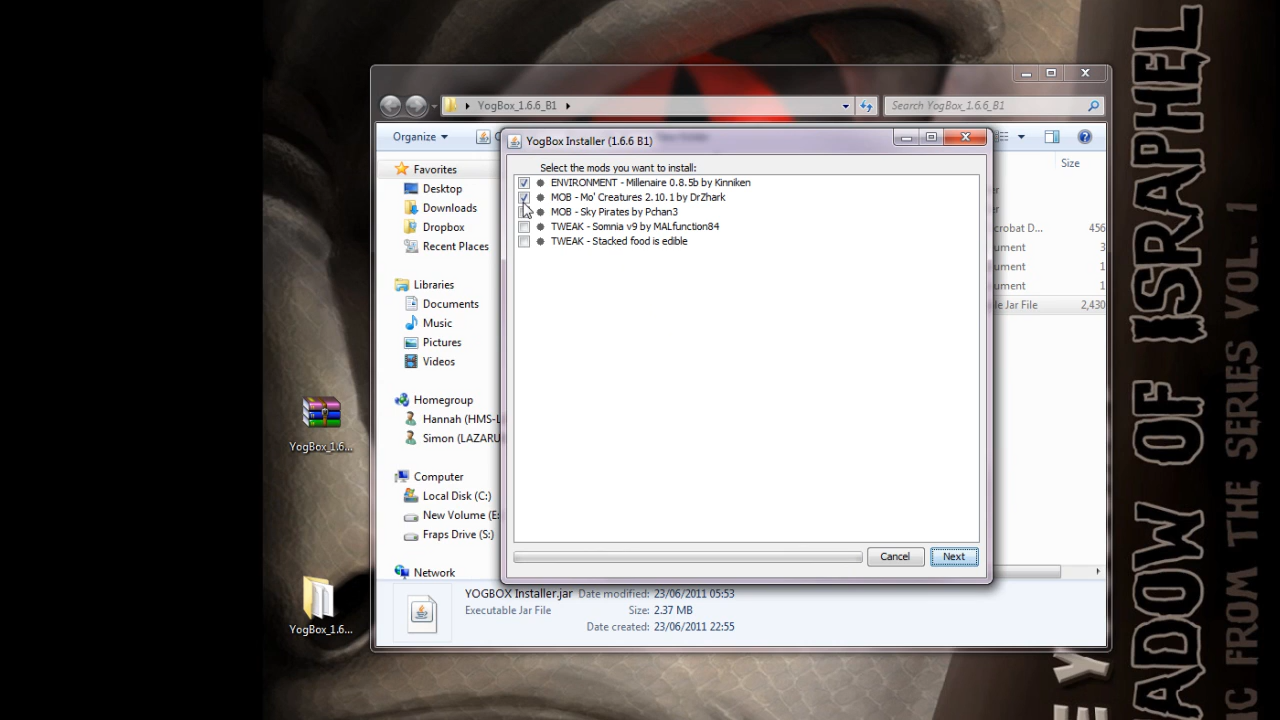 YogBox_1.6.6_B1
Search YogBox_1.6.6_B1
Organize
YogBox Installer (1.6.6 B1)
Select the mods you want to install:
ENVIRONMENT - Millenaire 0.8.5b by Kinniken
MOB - Mo' Creatures 2.10.1 by DrZhark
MOB - Sky Pirates by Pchan3
TWEAK - Somnia v9 by MALfunction84
TWEAK - Stacked food is edible
Cancel
Next
Favorites
Desktop
Downloads
Dropbox
Recent Places
Libraries
Documents
Music
Pictures
Videos
Homegroup
Hannah (HMS-L
Simon (LAZARU
Computer
Local Disk (C:)
New Volume (E:
Fraps Drive (S:)
Network
Size
er
er
crobat D... 456
ument 3
ument 1
ument 1
le Jar File 2,430
YOGBOX Installer.jar Date modified: 23/06/2011 05:53
Executable Jar File Size: 2.37 MB
Date created: 23/06/2011 22:55
YogBox_1.6...
YogBox_1.6...
ADOW OF ISRAPHEL
IC FROM THE SERIES VOL. 1